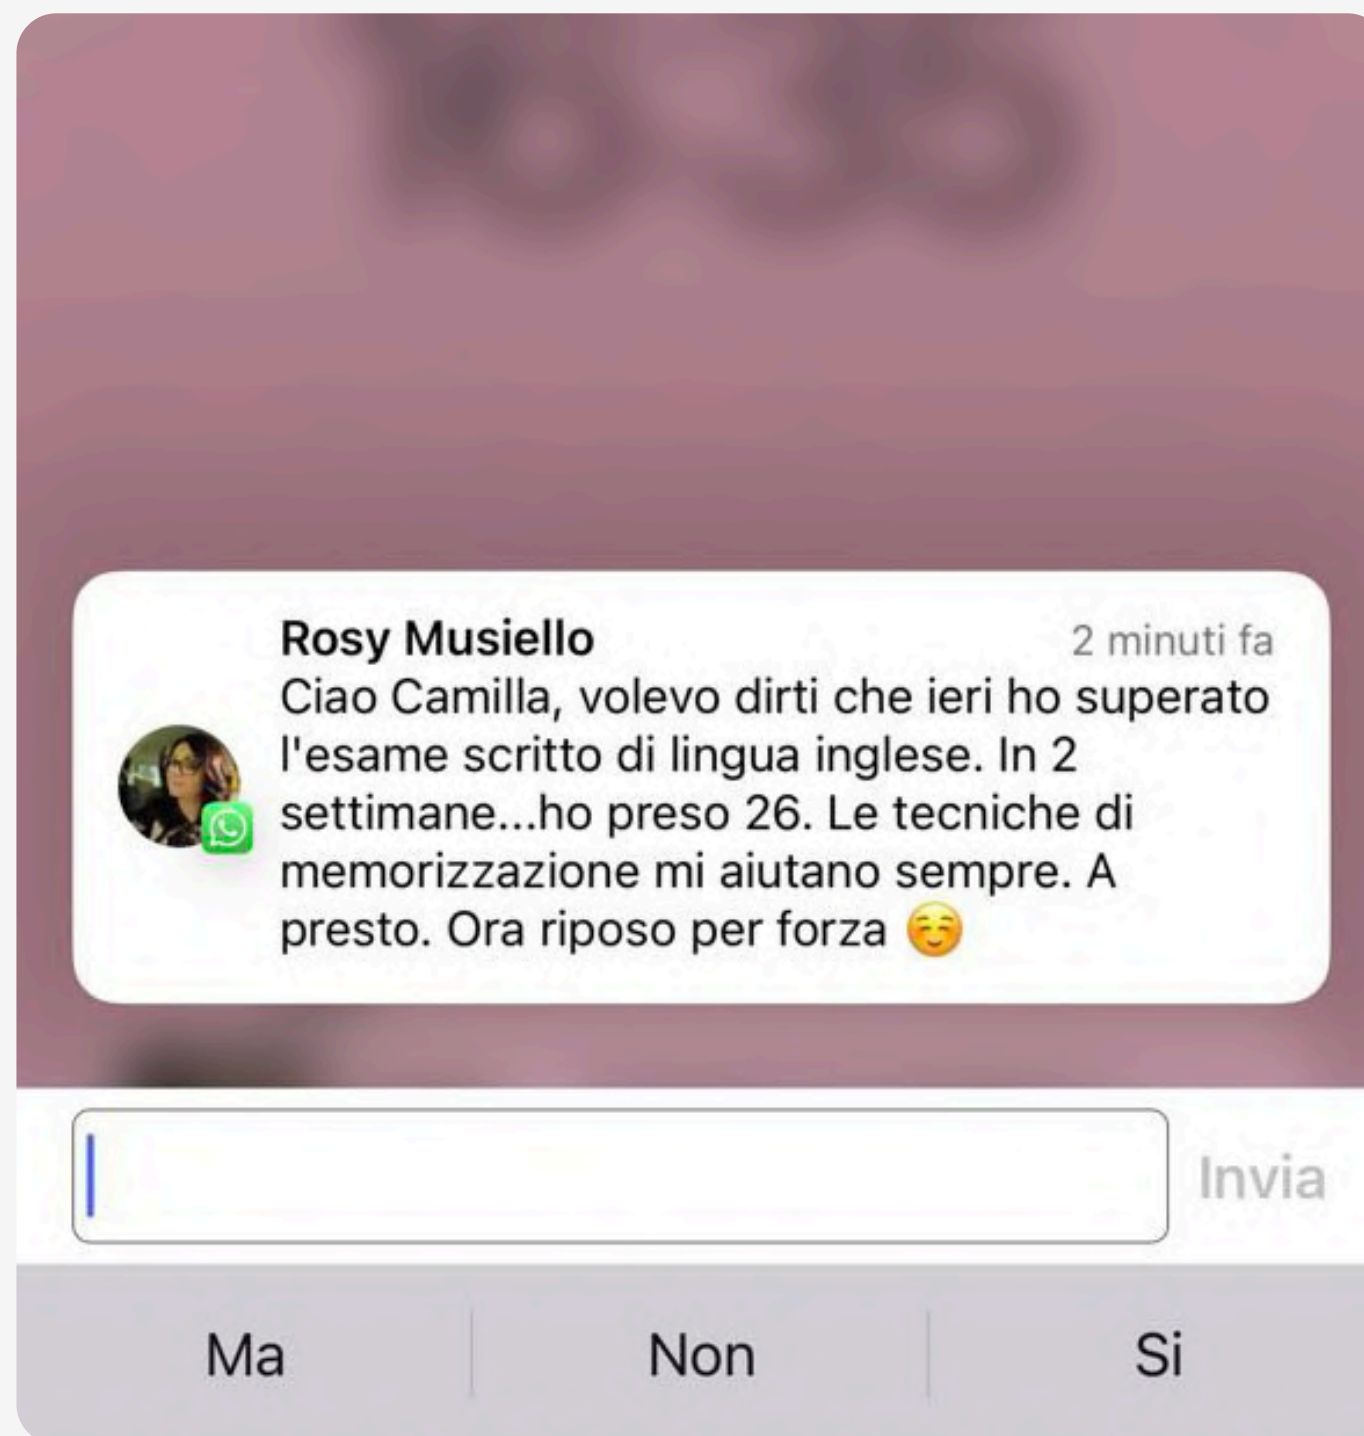 Rosy Musiello 2 minuti fa
Ciao Camilla, volevo dirti che ieri ho superato
l'esame scritto di lingua inglese. In 2
settimane...ho preso 26. Le tecniche di
memorizzazione mi aiutano sempre. A
presto. Ora riposo per forza ☺️
Invia
Ma Non Si